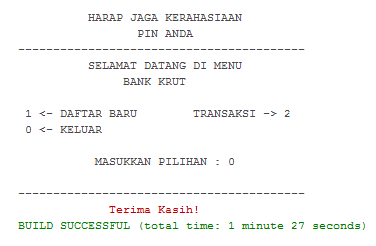 HARAP JAGA KERAHASIAAN
PIN ANDA
-----------------------------------------
SELAMAT DATANG DI MENU
BANK KRUT
1 <- DAFTAR BARU        TRANSAKSI -> 2
0 <- KELUAR
MASUKKAN PILIHAN : 0
-----------------------------------------
Terima Kasih!
BUILD SUCCESSFUL (total time: 1 minute 27 seconds)